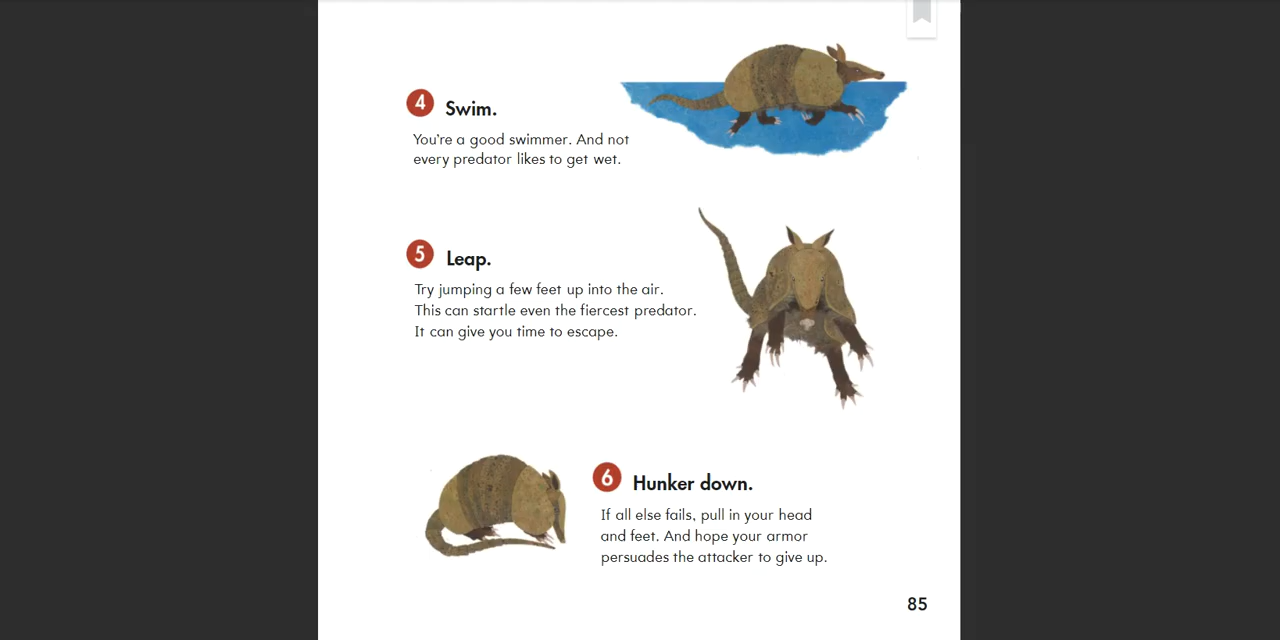 4 Swim.
You're a good swimmer. And not
every predator likes to get wet.
5 Leap.
Try jumping a few feet up into the air.
This can startle even the fiercest predator.
It can give you time to escape.
6 Hunker down.
If all else fails, pull in your head
and feet. And hope your armor
persuades the attacker to give up.
85